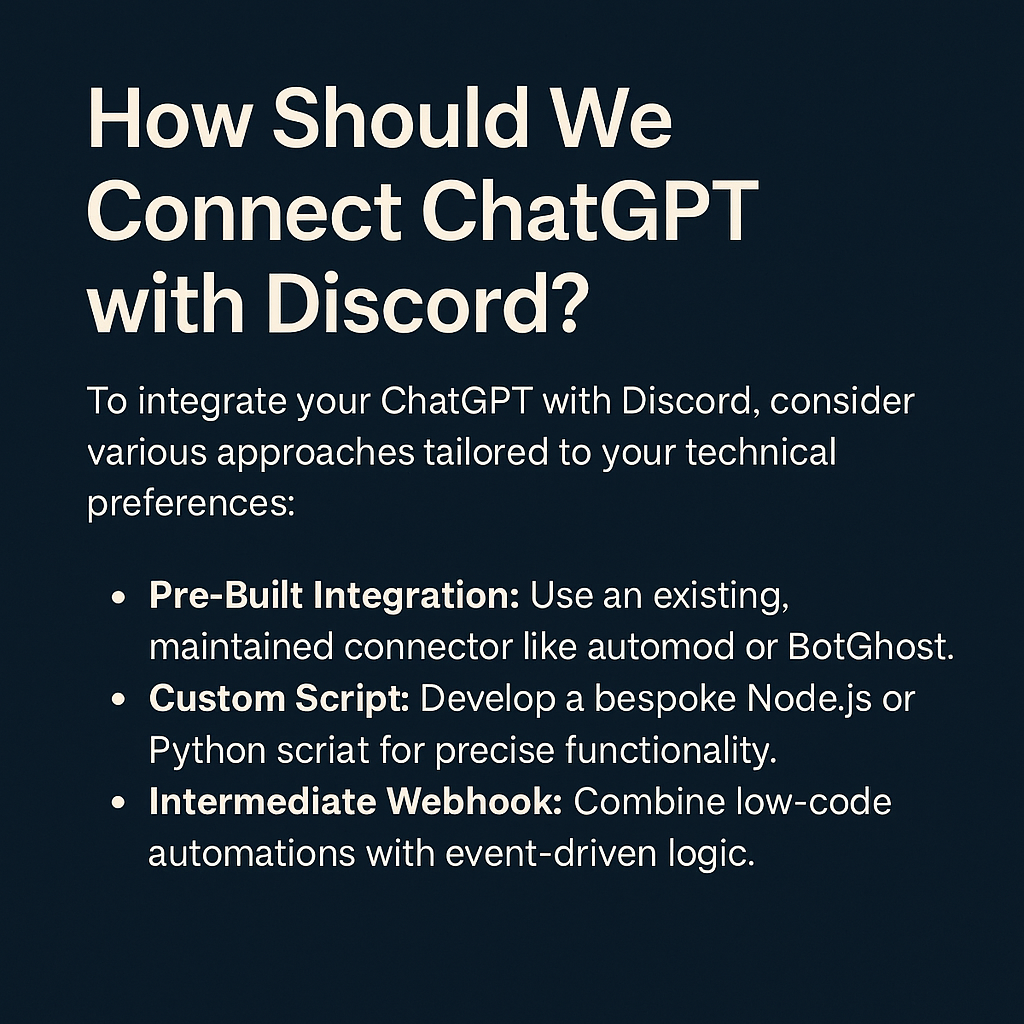 How Should We
Connect ChatGPT
with Discord?
To integrate your ChatGPT with Discord, consider
various approaches tailored to your technical
preferences:
• Pre-Built Integration: Use an existing,
maintained connector like automod or BotGhost.
• Custom Script: Develop a bespoke Node.js or
Python scriat for precise functionality.
• Intermediate Webhook: Combine low-code
automations with event-driven logic.